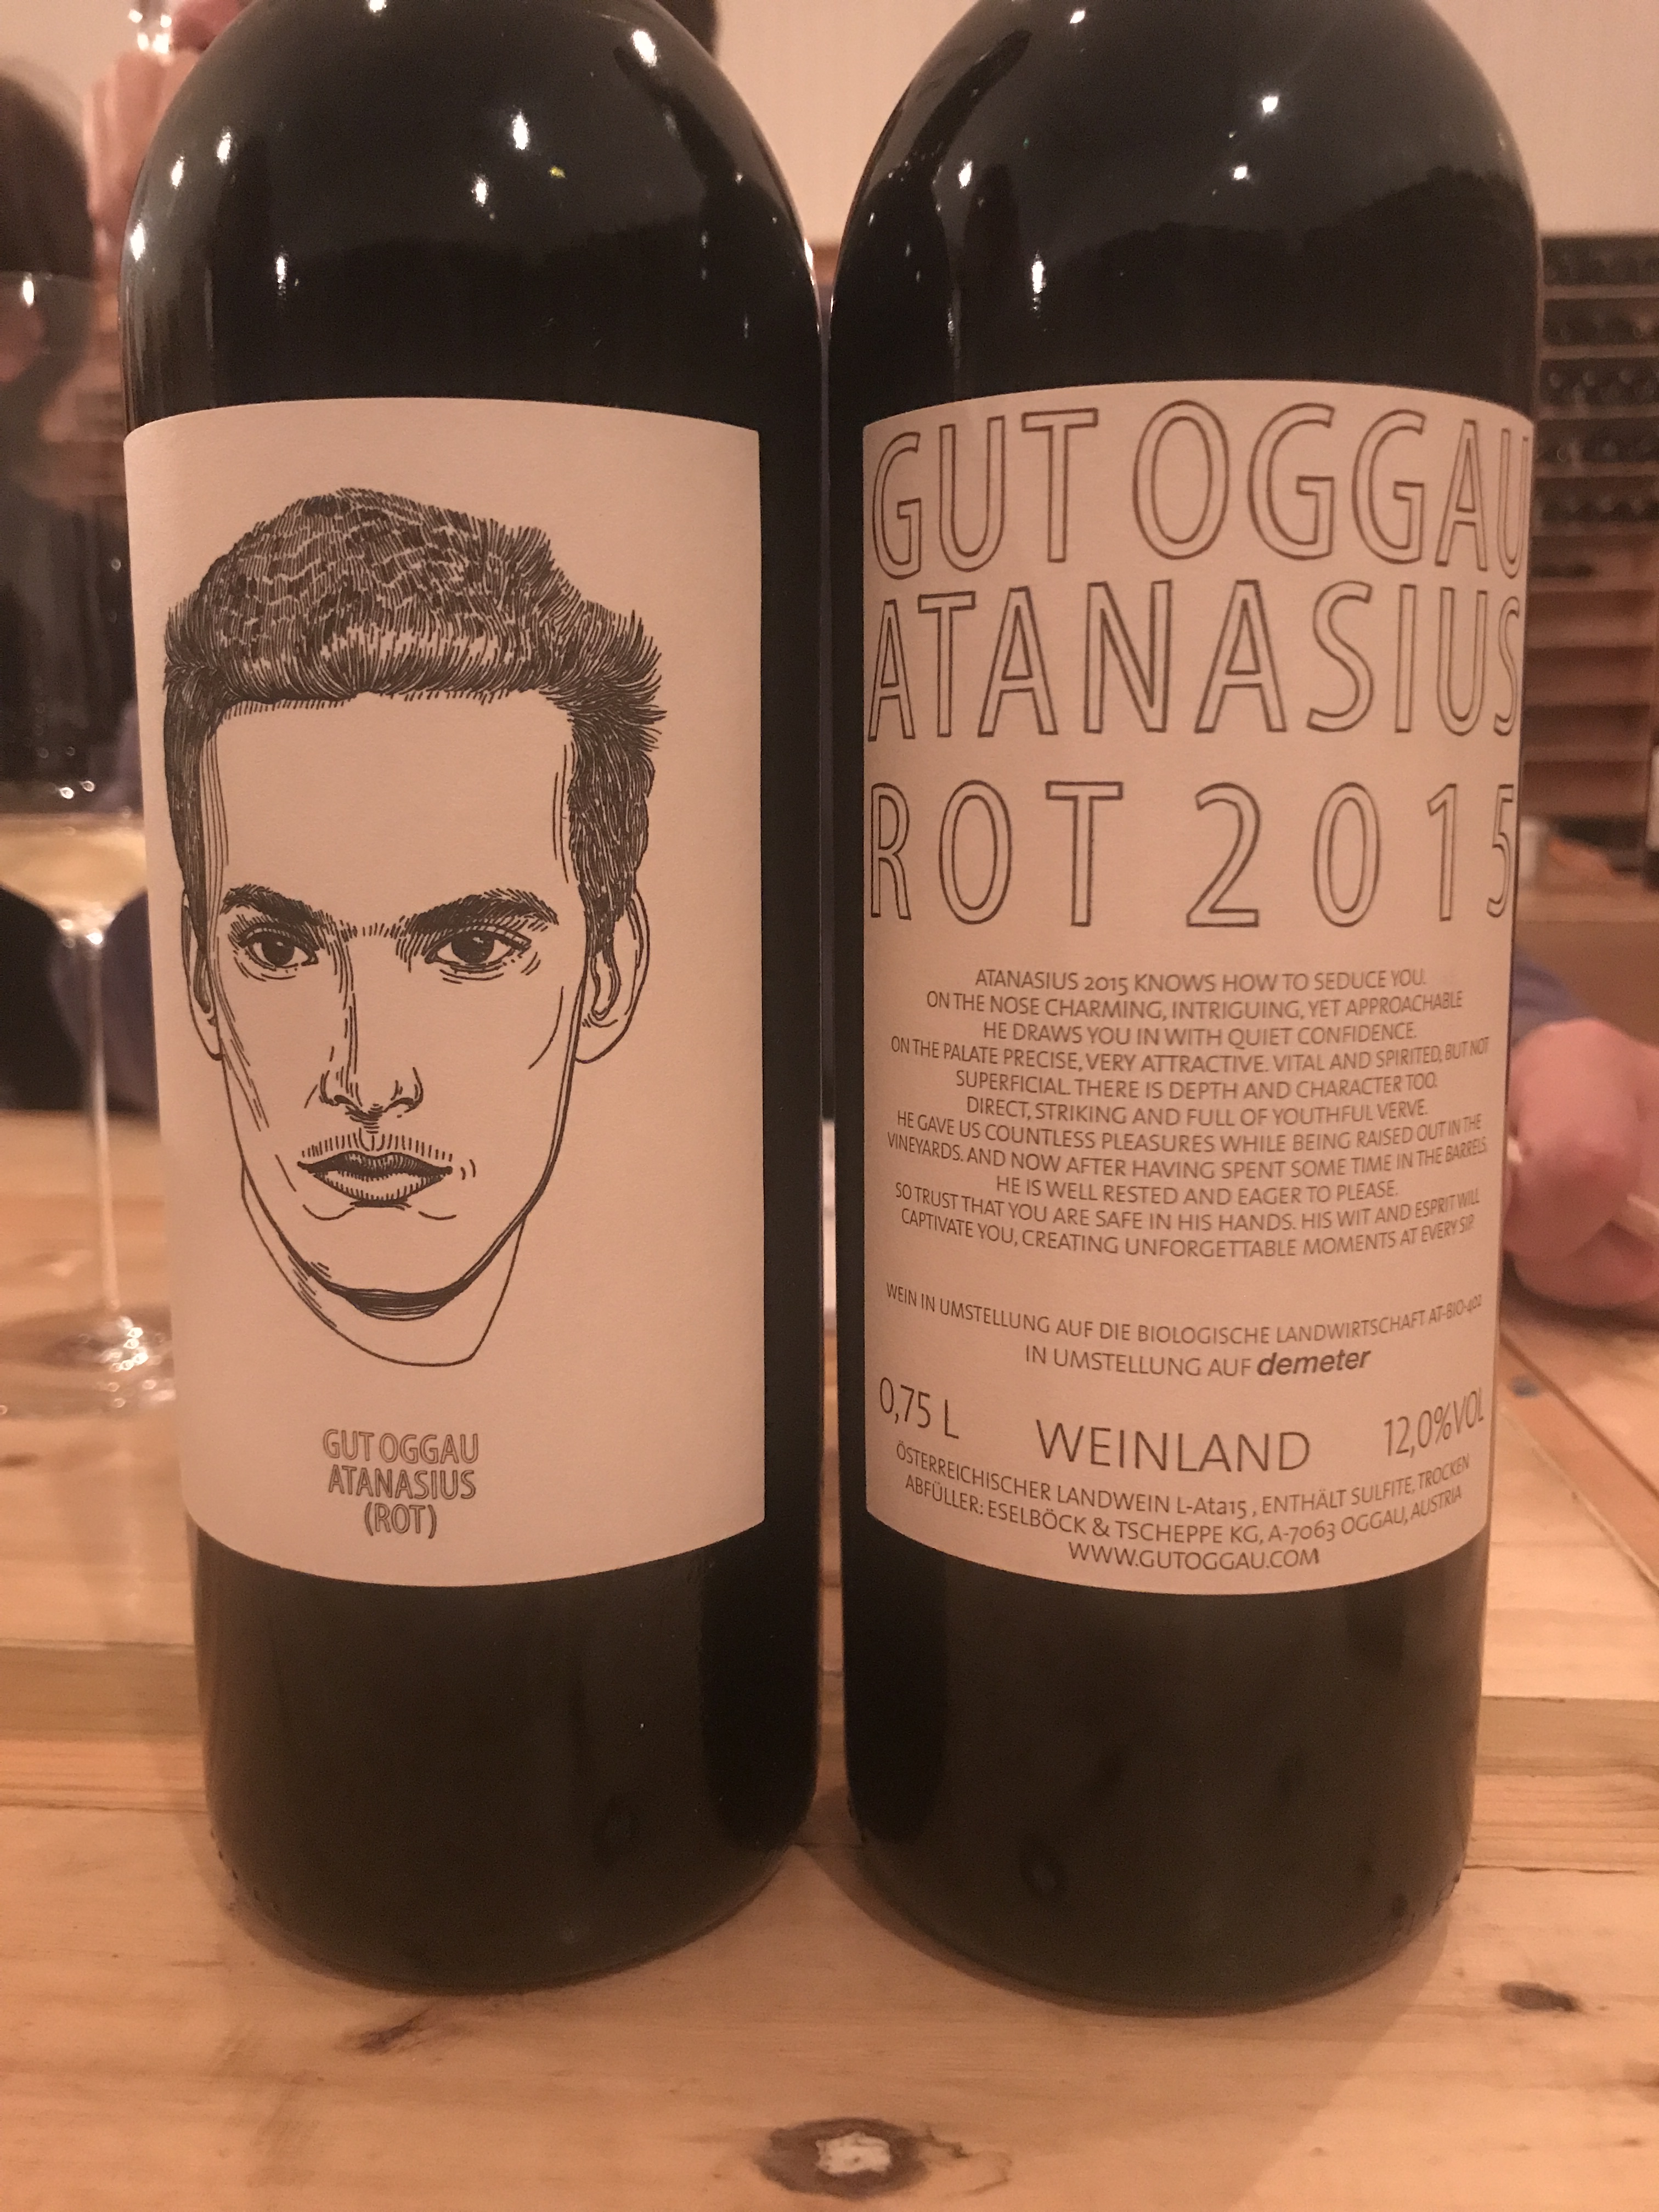 GUT OGGAU
ATANASIUS
(ROT)
GUT OGGAU
ATANASIUS
ROT 2015
ATANASIUS 2015 KNOWS HOW TO SEDUCE YOU.
ON THE NOSE CHARMING, INTRIGUING, YET APPROACHABLE
HE DRAWS YOU IN WITH QUIET CONFIDENCE.
ON THE PALATE PRECISE, VERY ATTRACTIVE. VITAL AND SPIRITED, BUT NOT
SUPERFICIAL. THERE IS DEPTH AND CHARACTER TOO.
DIRECT, STRIKING AND FULL OF YOUTHFUL VERVE.
HE GAVE US COUNTLESS PLEASURES WHILE BEING RAISED OUT IN THE
VINEYARDS. AND NOW AFTER HAVING SPENT SOME TIME IN THE BARRELS,
HE IS WELL RESTED AND EAGER TO PLEASE.
SO TRUST THAT YOU ARE SAFE IN HIS HANDS. HIS WIT AND ESPRIT WILL
CAPTIVATE YOU, CREATING UNFORGETTABLE MOMENTS AT EVERY SIP.
WEIN IN UMSTELLUNG AUF DIE BIOLOGISCHE LANDWIRTSCHAFT AT-BIO-402
IN UMSTELLUNG AUF demeter
0,75 L WEINLAND 12,0%VOL
ÖSTERREICHISCHER LANDWEIN L-Ata15 , ENTHÄLT SULFITE, TROCKEN
ABFÜLLER: ESELBÖCK & TSCHEPPE KG, A-7063 OGGAU, AUSTRIA
WWW.GUTOGGAU.COM